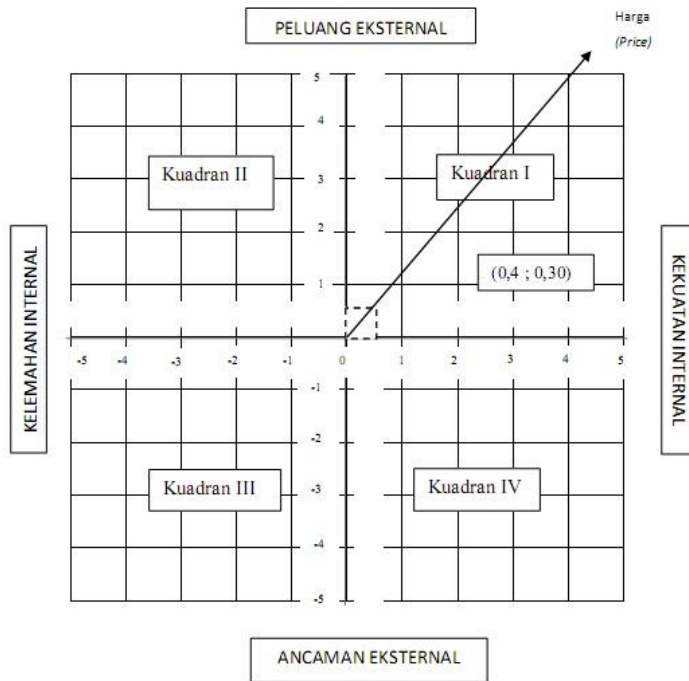 Harga
(Price)
PELUANG EKSTERNAL
5
4
Kuadran II
3
Kuadran I
2
(0,4 ; 0,30)
1
KELEMAHAN INTERNAL
KEKUATAN INTERNAL
-5 -4 -3 -2 -1 0 1 2 3 4 5
-1
-2
Kuadran III
-3
Kuadran IV
-4
-5
ANCAMAN EKSTERNAL